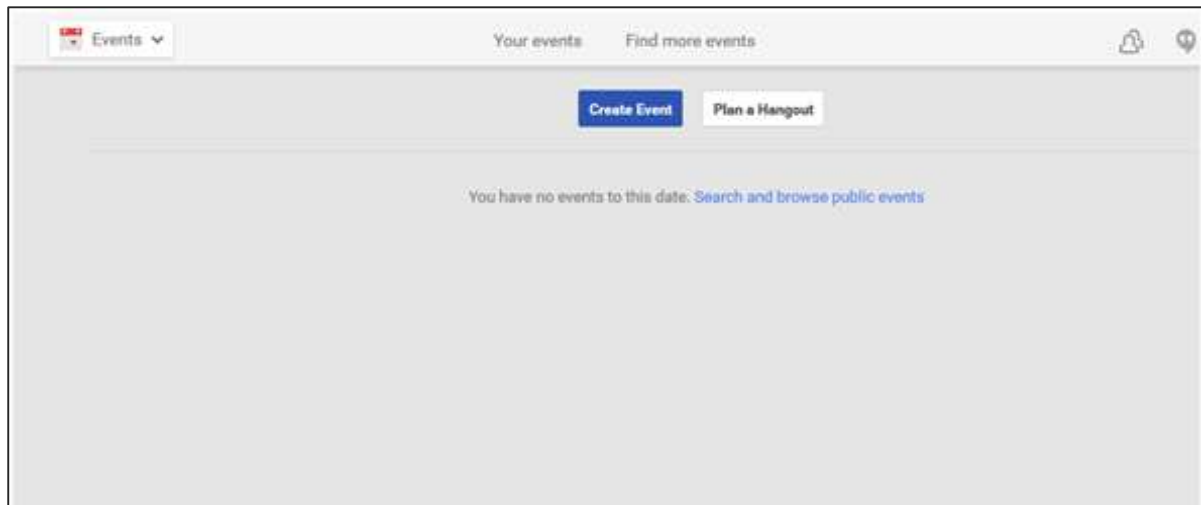 Events
Your events
Find more events
Create Event
Plan a Hangout
You have no events to this date. Search and browse public events